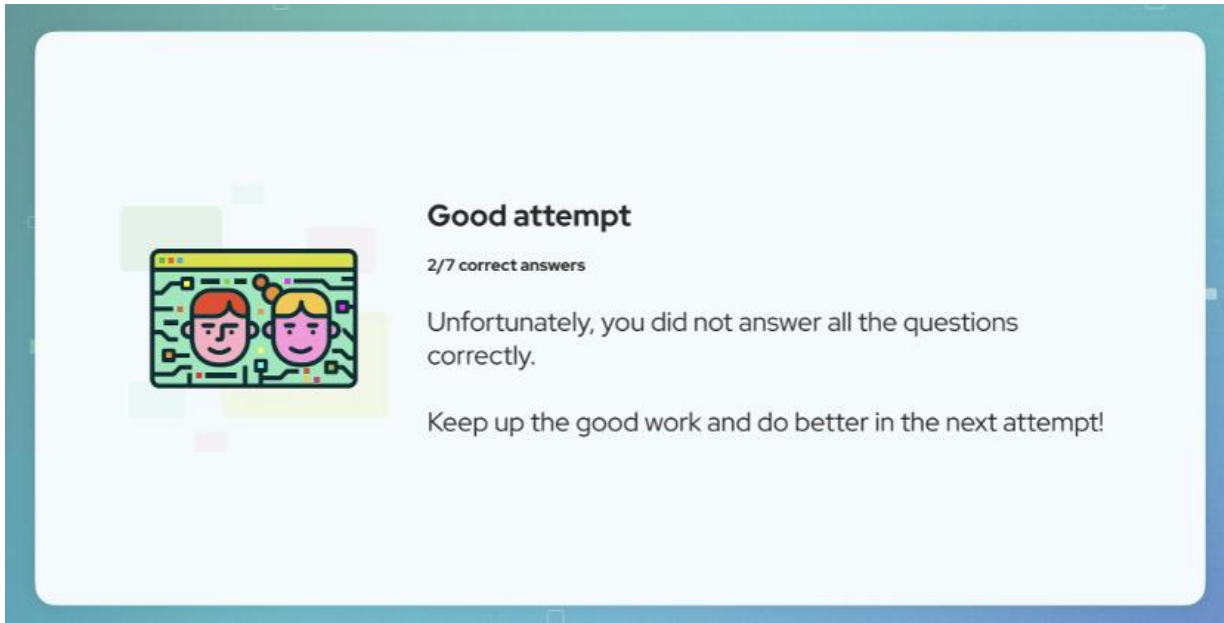 Good attempt
2/7 correct answers
Unfortunately, you did not answer all the questions
correctly.
Keep up the good work and do better in the next attempt!